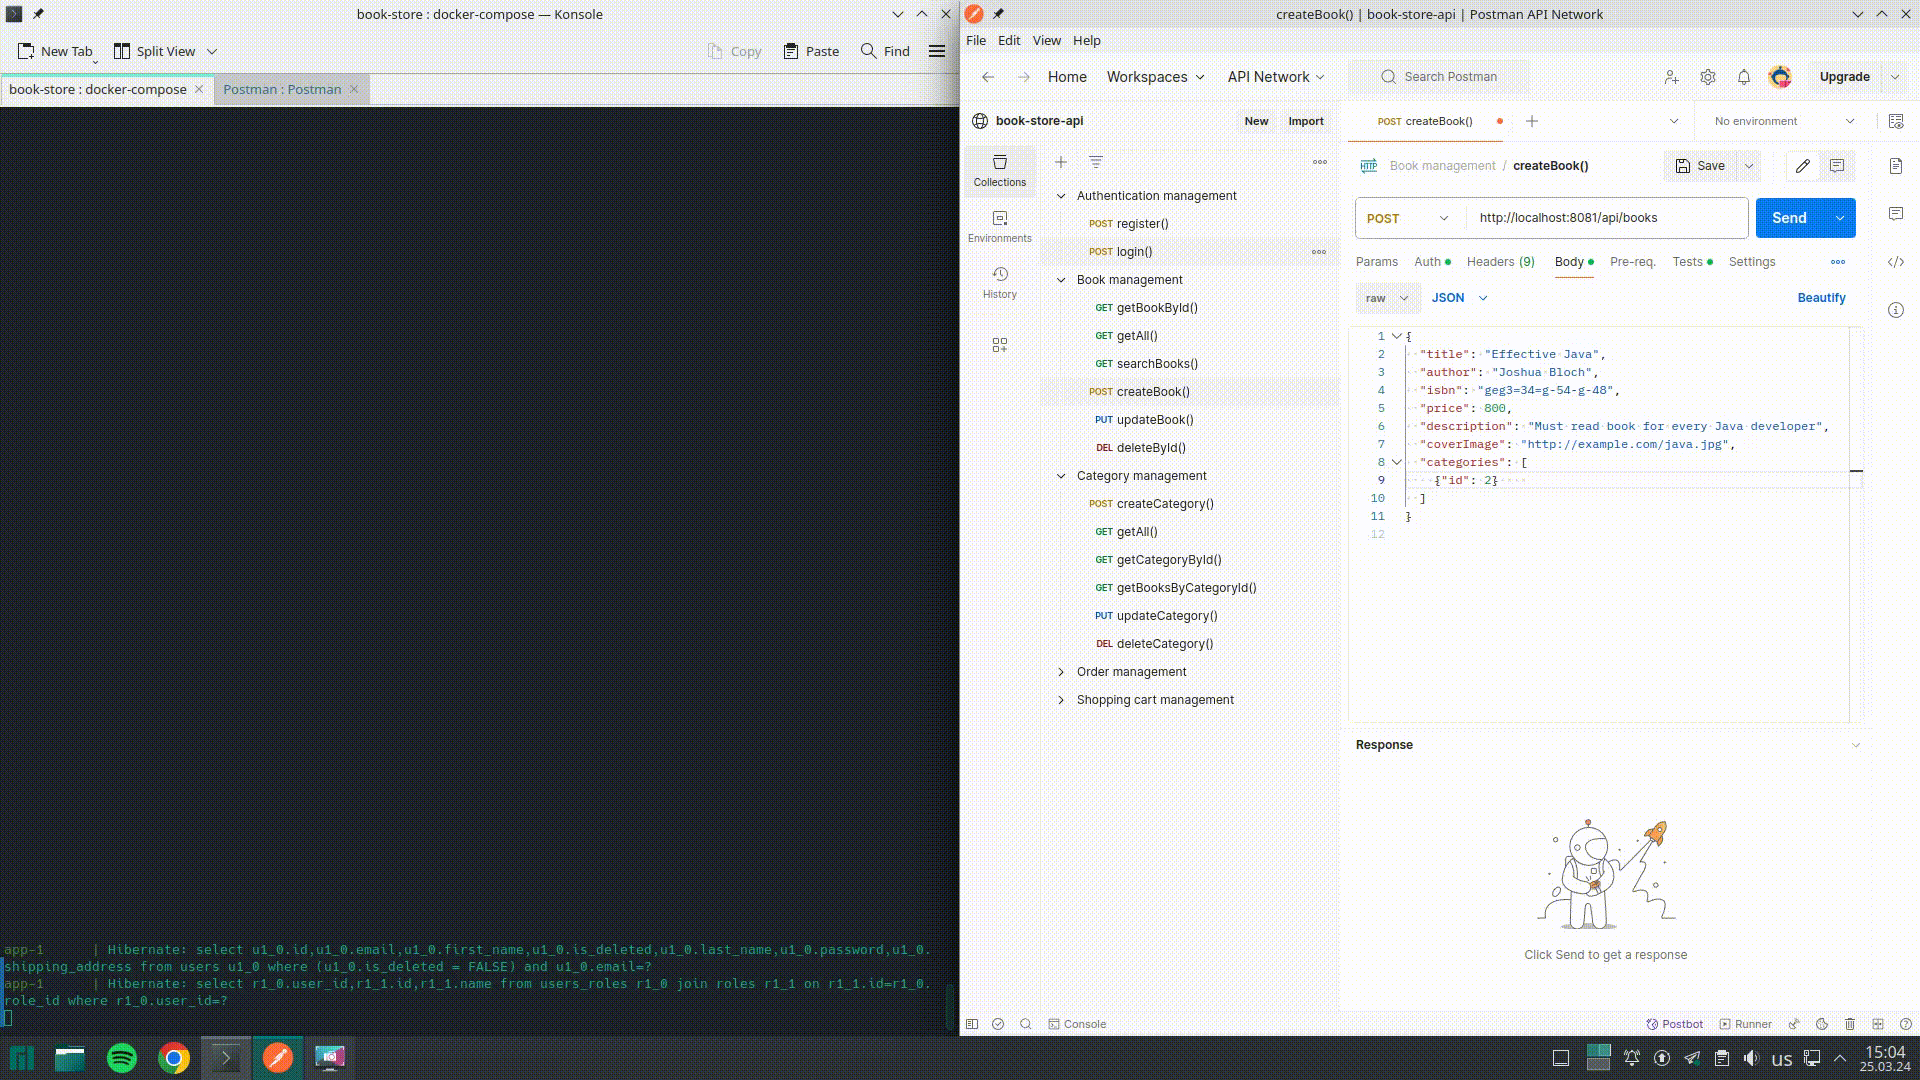 book-store : docker-compose — Konsole
New Tab
Split View
Copy
Paste
Find
book-store : docker-compose
Postman : Postman
app-1 | Hibernate: select u1_0.id,u1_0.email,u1_0.first_name,u1_0.is_deleted,u1_0.last_name,u1_0.password,u1_0.
shipping_address from users u1_0 where (u1_0.is_deleted = FALSE) and u1_0.email=?
app-1 | Hibernate: select r1_0.user_id,r1_1.id,r1_1.name from users_roles r1_0 join roles r1_1 on r1_1.id=r1_0.
role_id where r1_0.user_id=?
createBook() | book-store-api | Postman API Network
File Edit View Help
Home Workspaces API Network Search Postman Upgrade
book-store-api New Import
Collections
Environments
History
Authentication management
POST register()
POST login()
Book management
GET getBookById()
GET getAll()
GET searchBooks()
POST createBook()
PUT updateBook()
DEL deleteById()
Category management
POST createCategory()
GET getAll()
GET getCategoryById()
GET getBooksByCategoryId()
PUT updateCategory()
DEL deleteCategory()
Order management
Shopping cart management
POST createBook() No environment
HTTP Book management / createBook() Save
POST http://localhost:8081/api/books Send
Params Auth Headers (9) Body Pre-req. Tests Settings
raw JSON Beautify
1 {
2 "title": "Effective Java",
3 "author": "Joshua Bloch",
4 "isbn": "geg3=34=g-54-g-48",
5 "price": 800,
6 "description": "Must read book for every Java developer",
7 "coverImage": "http://example.com/java.jpg",
8 "categories": [
9 {"id": 2}
10 ]
11 }
12
Response
Click Send to get a response
Console Postbot Runner
us
15:04
25.03.24